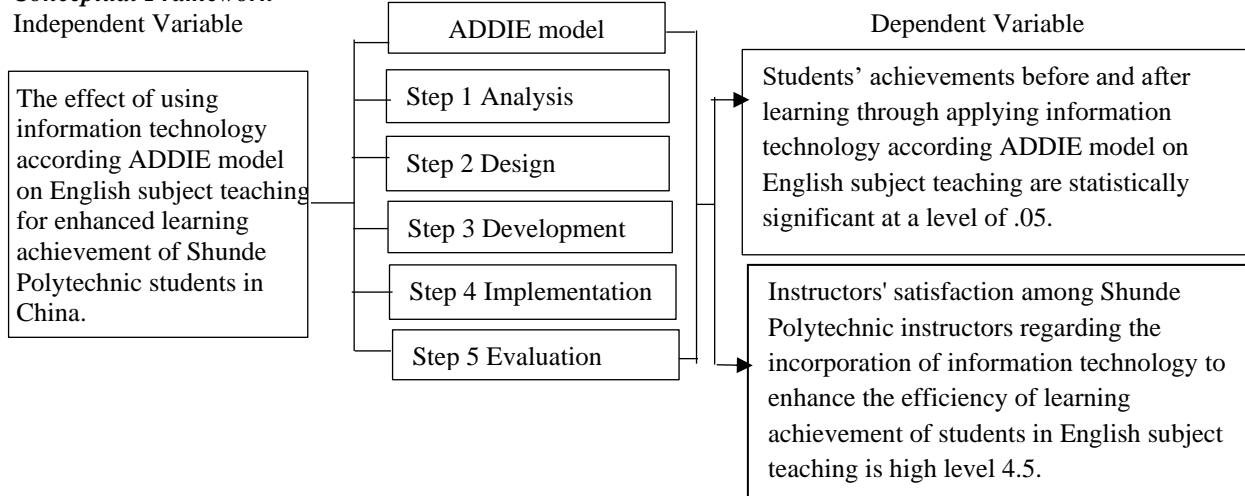 Conceptual Framework
Independent Variable
The effect of using
information technology
according ADDIE model
on English subject teaching
for enhanced learning
achievement of Shunde
Polytechnic students in
China.
ADDIE model
Step 1 Analysis
Step 2 Design
Step 3 Development
Step 4 Implementation
Step 5 Evaluation
Dependent Variable
Students’ achievements before and after
learning through applying information
technology according ADDIE model on
English subject teaching are statistically
significant at a level of .05.
Instructors' satisfaction among Shunde
Polytechnic instructors regarding the
incorporation of information technology to
enhance the efficiency of learning
achievement of students in English subject
teaching is high level 4.5.